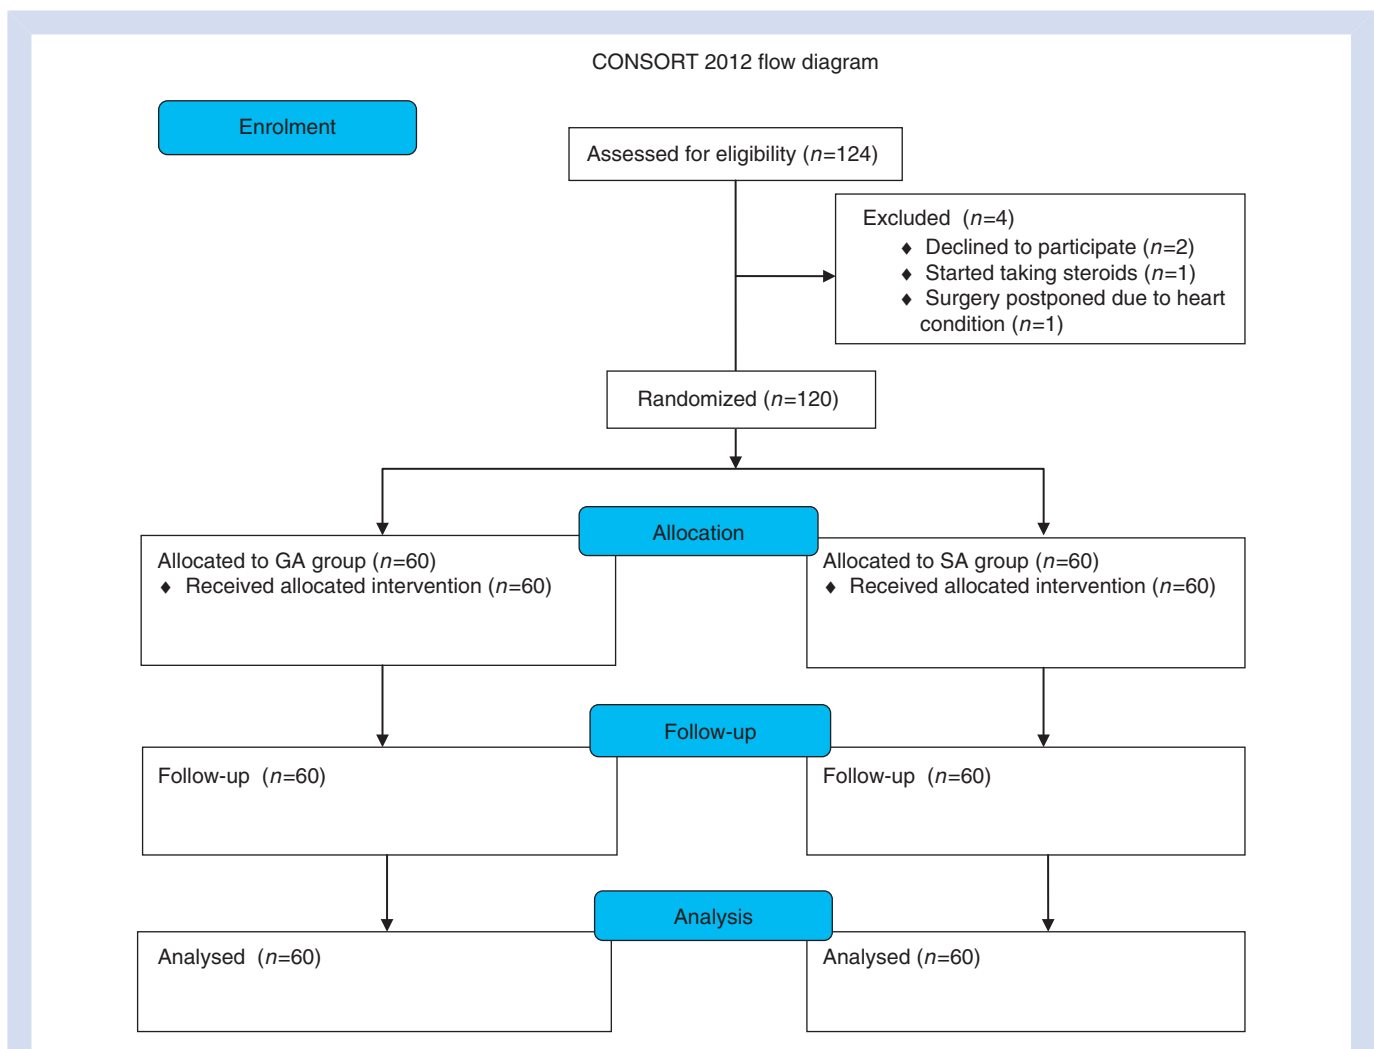 CONSORT 2012 flow diagram
Enrolment
Assessed for eligibility (n=124)
Excluded (n=4)
♦ Declined to participate (n=2)
♦ Started taking steroids (n=1)
♦ Surgery postponed due to heart
condition (n=1)
Randomized (n=120)
Allocation
Allocated to GA group (n=60)
♦ Received allocated intervention (n=60)
Allocated to SA group (n=60)
♦ Received allocated intervention (n=60)
Follow-up
Follow-up (n=60)
Follow-up (n=60)
Analysis
Analysed (n=60)
Analysed (n=60)